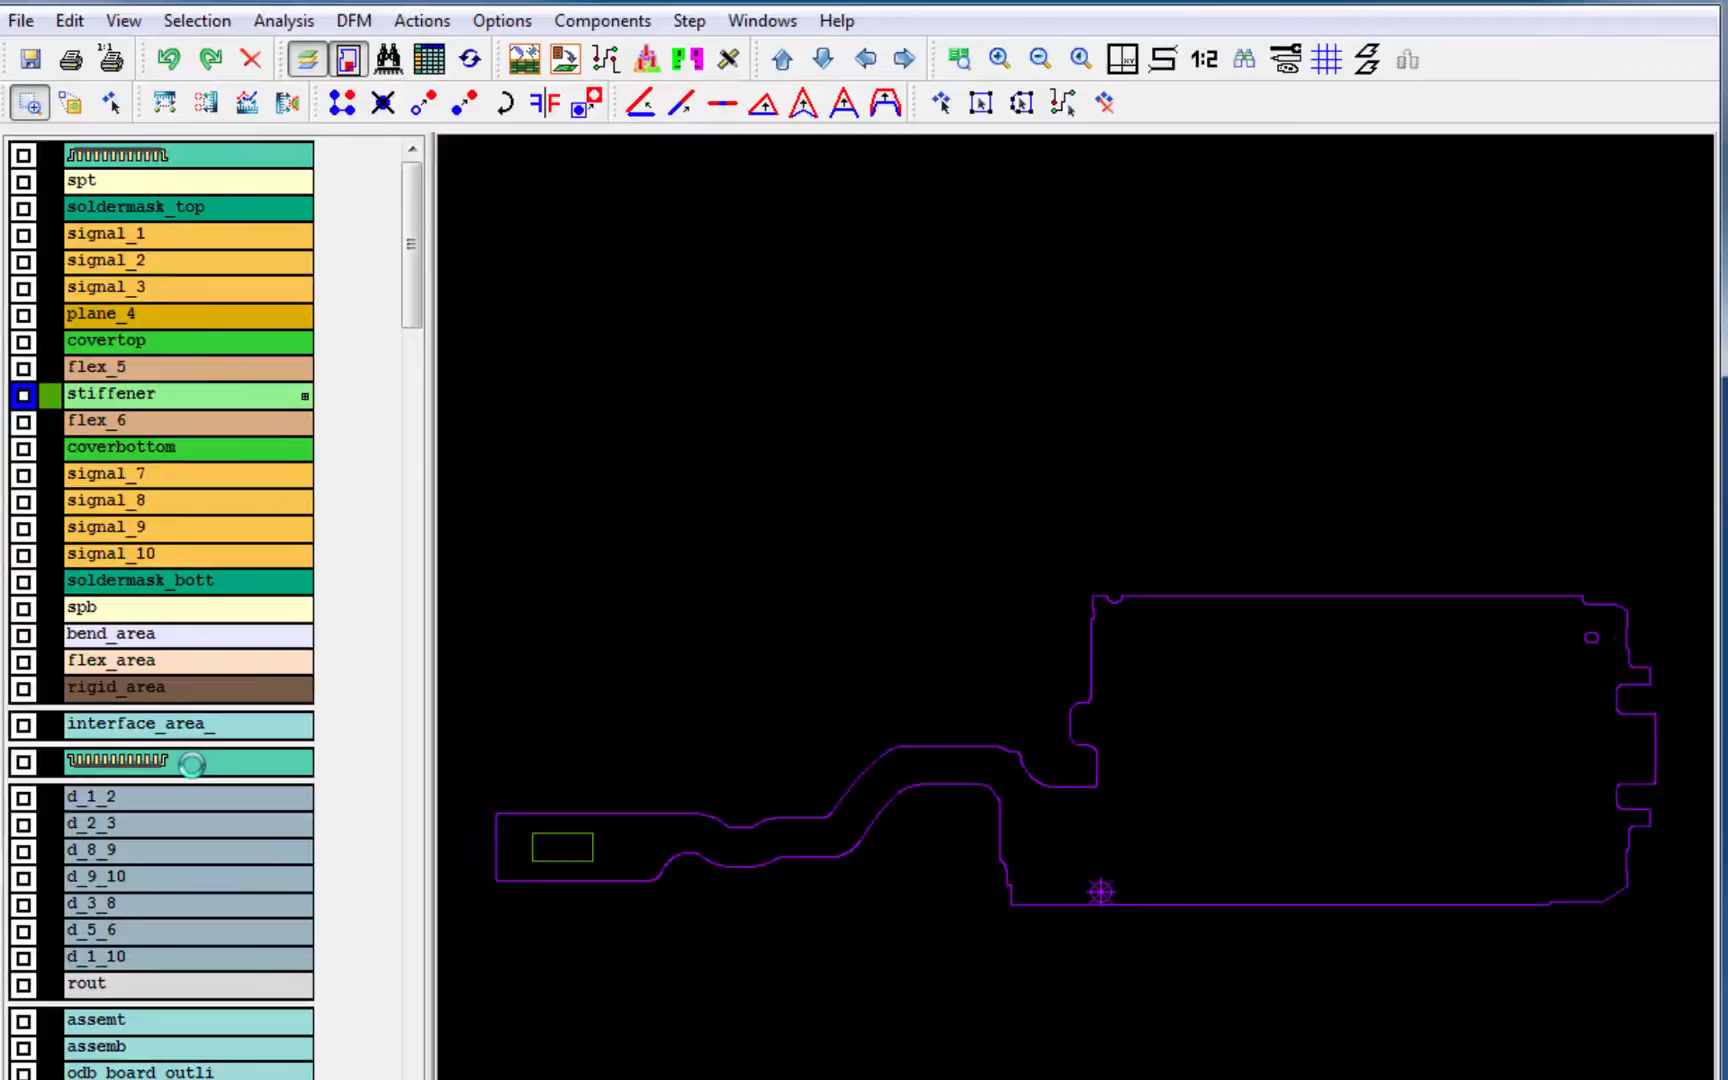 File Edit View Selection Analysis DFM Actions Options Components Step Windows Help
1:1
1:2
spt
soldermask_top
signal_1
signal_2
signal_3
plane_4
covertop
flex_5
stiffener
flex_6
coverbottom
signal_7
signal_8
signal_9
signal_10
soldermask_bott
spb
bend_area
flex_area
rigid_area
interface_area_
d_1_2
d_2_3
d_8_9
d_9_10
d_3_8
d_5_6
d_1_10
rout
assemt
assemb
odb_board_outli